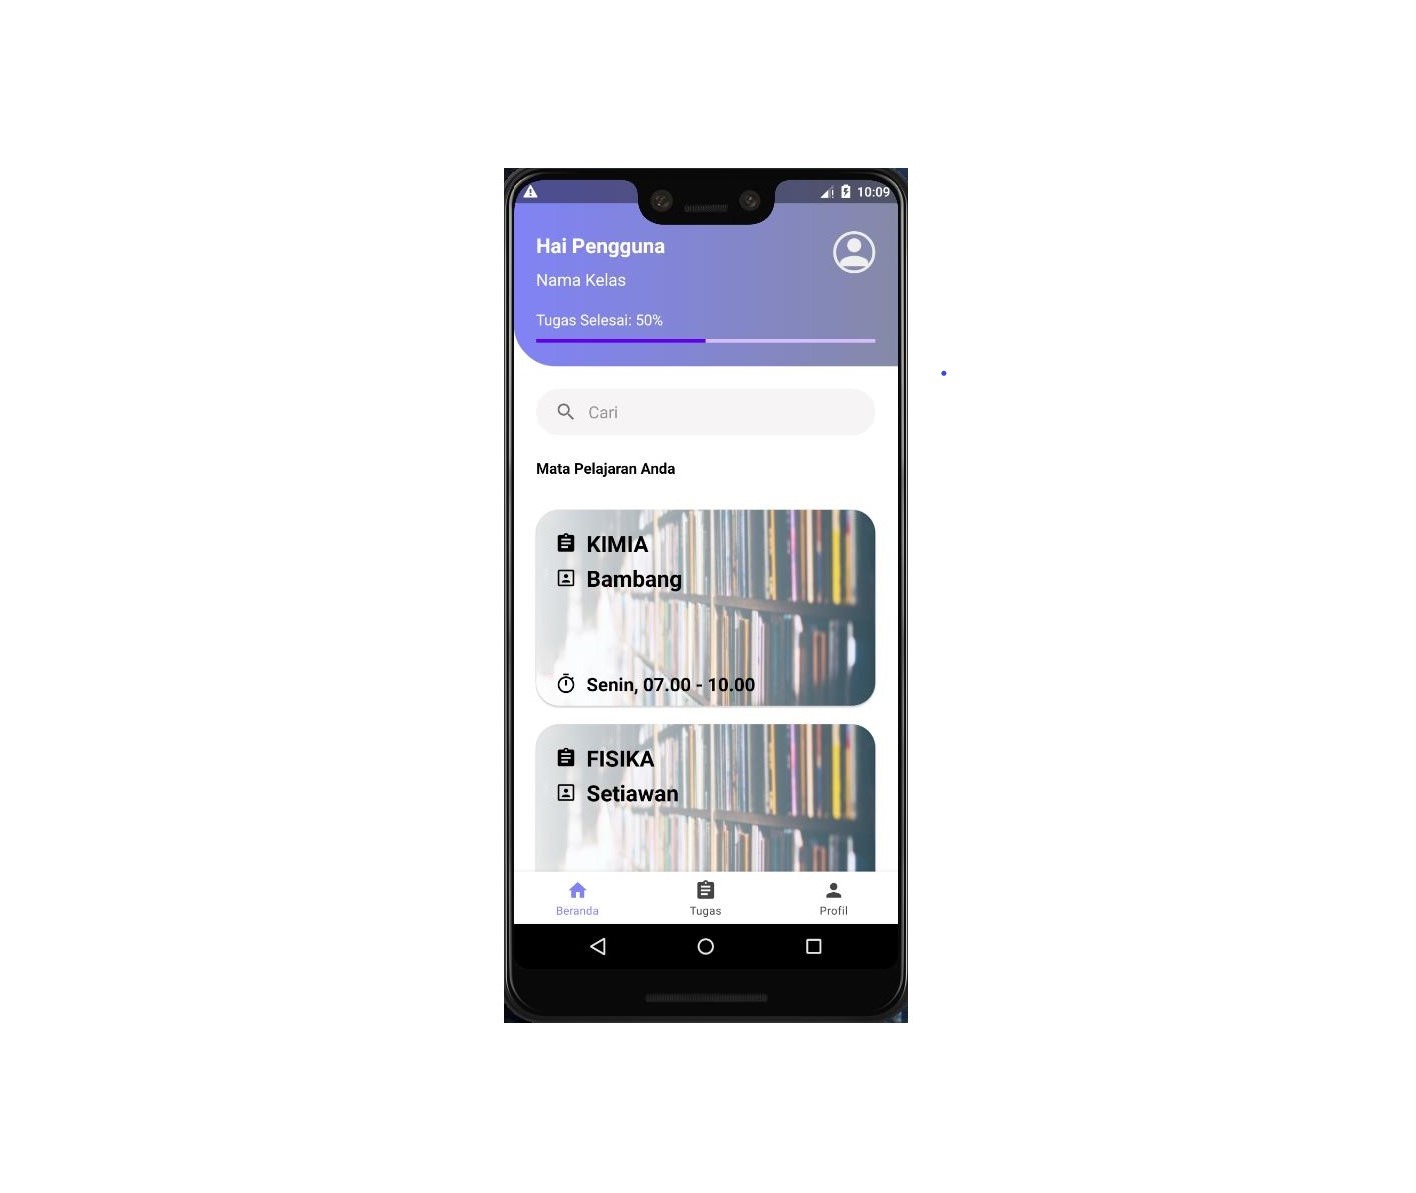 10:09
Hai Pengguna
Nama Kelas
Tugas Selesai: 50%
Cari
Mata Pelajaran Anda
KIMIA
Bambang
Senin, 07.00 - 10.00
FISIKA
Setiawan
Beranda
Tugas
Profil